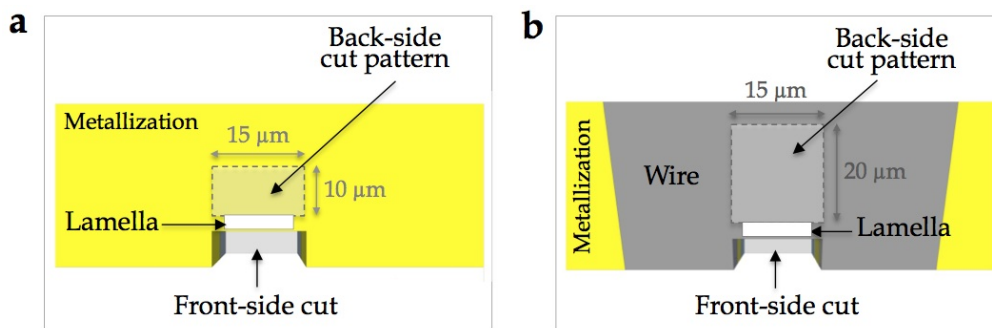 a
Back-side
cut pattern
Metallization
15 µm
10 µm
Lamella
Front-side cut
b
Back-side
cut pattern
15 µm
Metallization
Wire
20 µm
Lamella
Front-side cut